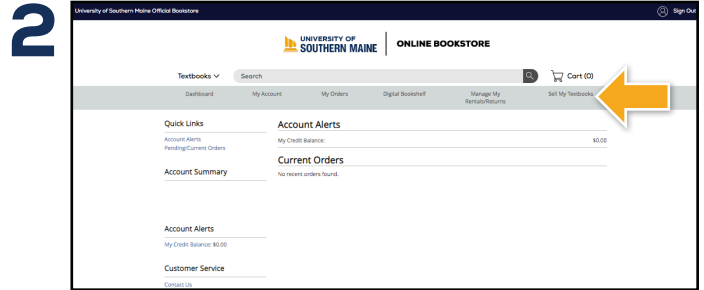 2
University of Southern Maine Official Bookstore
Sign Out
UNIVERSITY OF
SOUTHERN MAINE
ONLINE BOOKSTORE
Textbooks
Search
Cart (0)
Dashboard
My Account
My Orders
Digital Bookshelf
Manage My
Rentals/Returns
Sell My Textbooks
Quick Links
Account Alerts
Pending/Current Orders
Account Summary
Account Alerts
My Credit Balance: $0.00
Current Orders
No recent orders found.
Account Alerts
My Credit Balance: $0.00
Customer Service
Contact Us